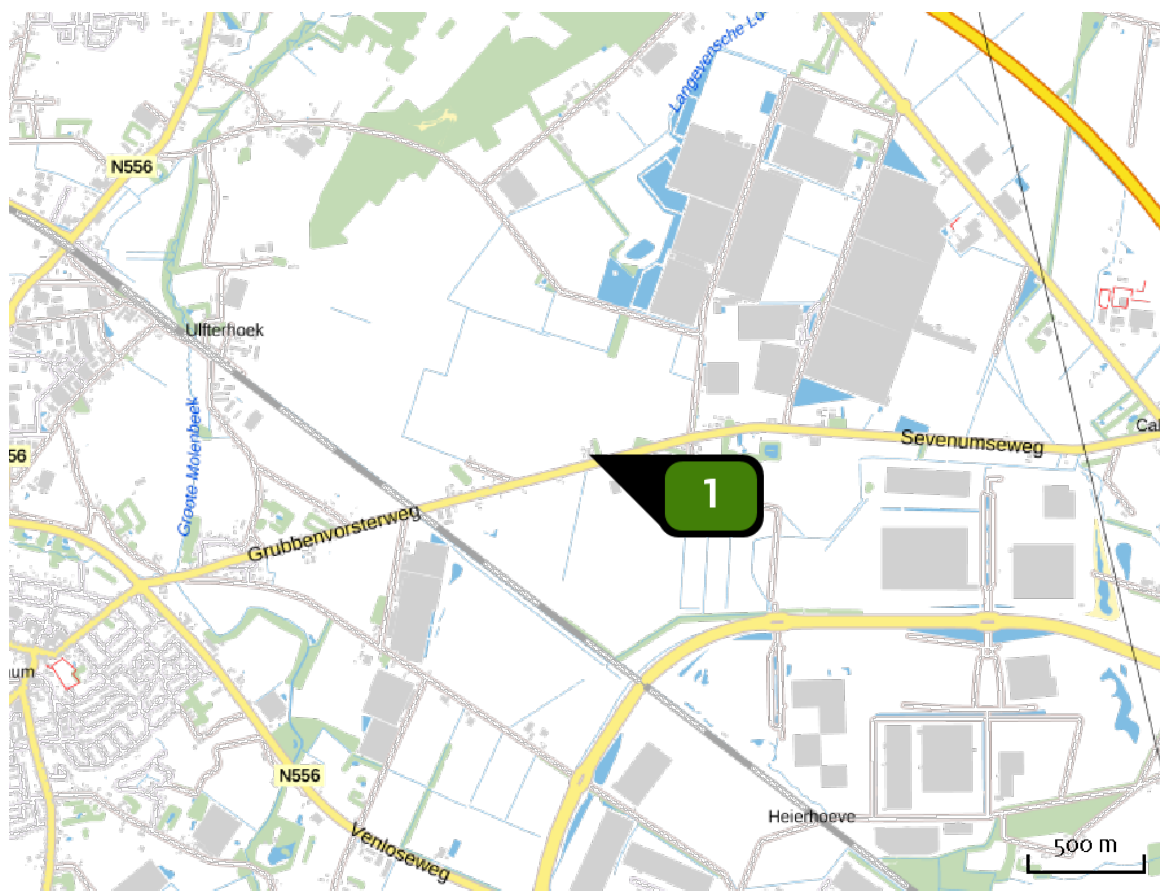 Langevensche Lo
N556
Ulfterhoek
Groote Molenbeek
56
Cal
Sevenumseweg
1
Grubbenvorsterweg
um
N556
Venloseweg
Heierhoeve
500 m